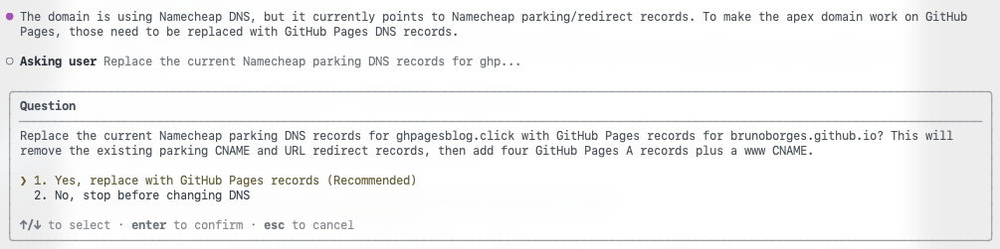 ● The domain is using Namecheap DNS, but it currently points to Namecheap parking/redirect records. To make the apex domain work on GitHub
Pages, those need to be replaced with GitHub Pages DNS records.
○ Asking user Replace the current Namecheap parking DNS records for ghp...
Question
Replace the current Namecheap parking DNS records for ghpagesblog.click with GitHub Pages records for brunoborges.github.io? This will
remove the existing parking CNAME and URL redirect records, then add four GitHub Pages A records plus a www CNAME.
❯ 1. Yes, replace with GitHub Pages records (Recommended)
2. No, stop before changing DNS
↑/↓ to select · enter to confirm · esc to cancel